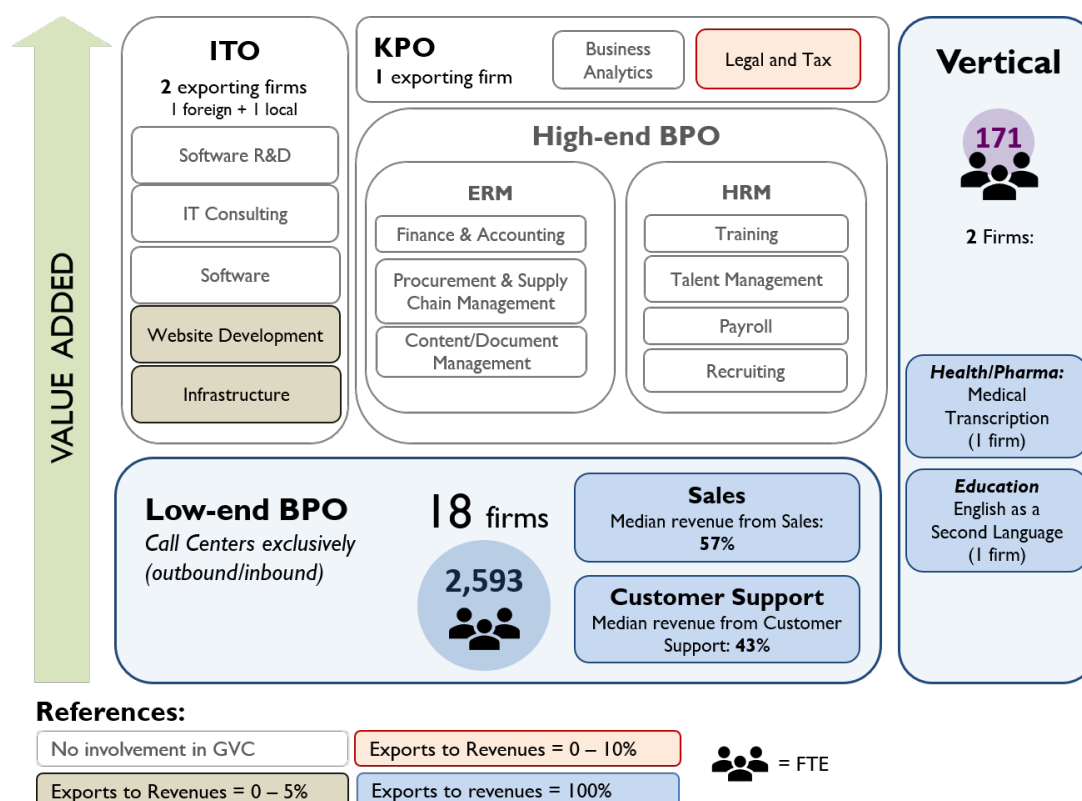 VALUE ADDED
ITO
2 exporting firms
1 foreign + 1 local
Software R&D
IT Consulting
Software
Website Development
Infrastructure
KPO
1 exporting firm
Business
Analytics
Legal and Tax
High-end BPO
ERM
Finance & Accounting
Procurement & Supply
Chain Management
Content/Document
Management
HRM
Training
Talent Management
Payroll
Recruiting
Vertical
171
2 Firms:
Health/Pharma:
Medical
Transcription
(1 firm)
Education
English as a
Second Language
(1 firm)
Low-end BPO
Call Centers exclusively
(outbound/inbound)
18 firms
2,593
Sales
Median revenue from Sales:
57%
Customer Support
Median revenue from Customer
Support: 43%
References:
No involvement in GVC
Exports to Revenues = 0 – 10%
Exports to Revenues = 0 – 5%
Exports to revenues = 100%
= FTE